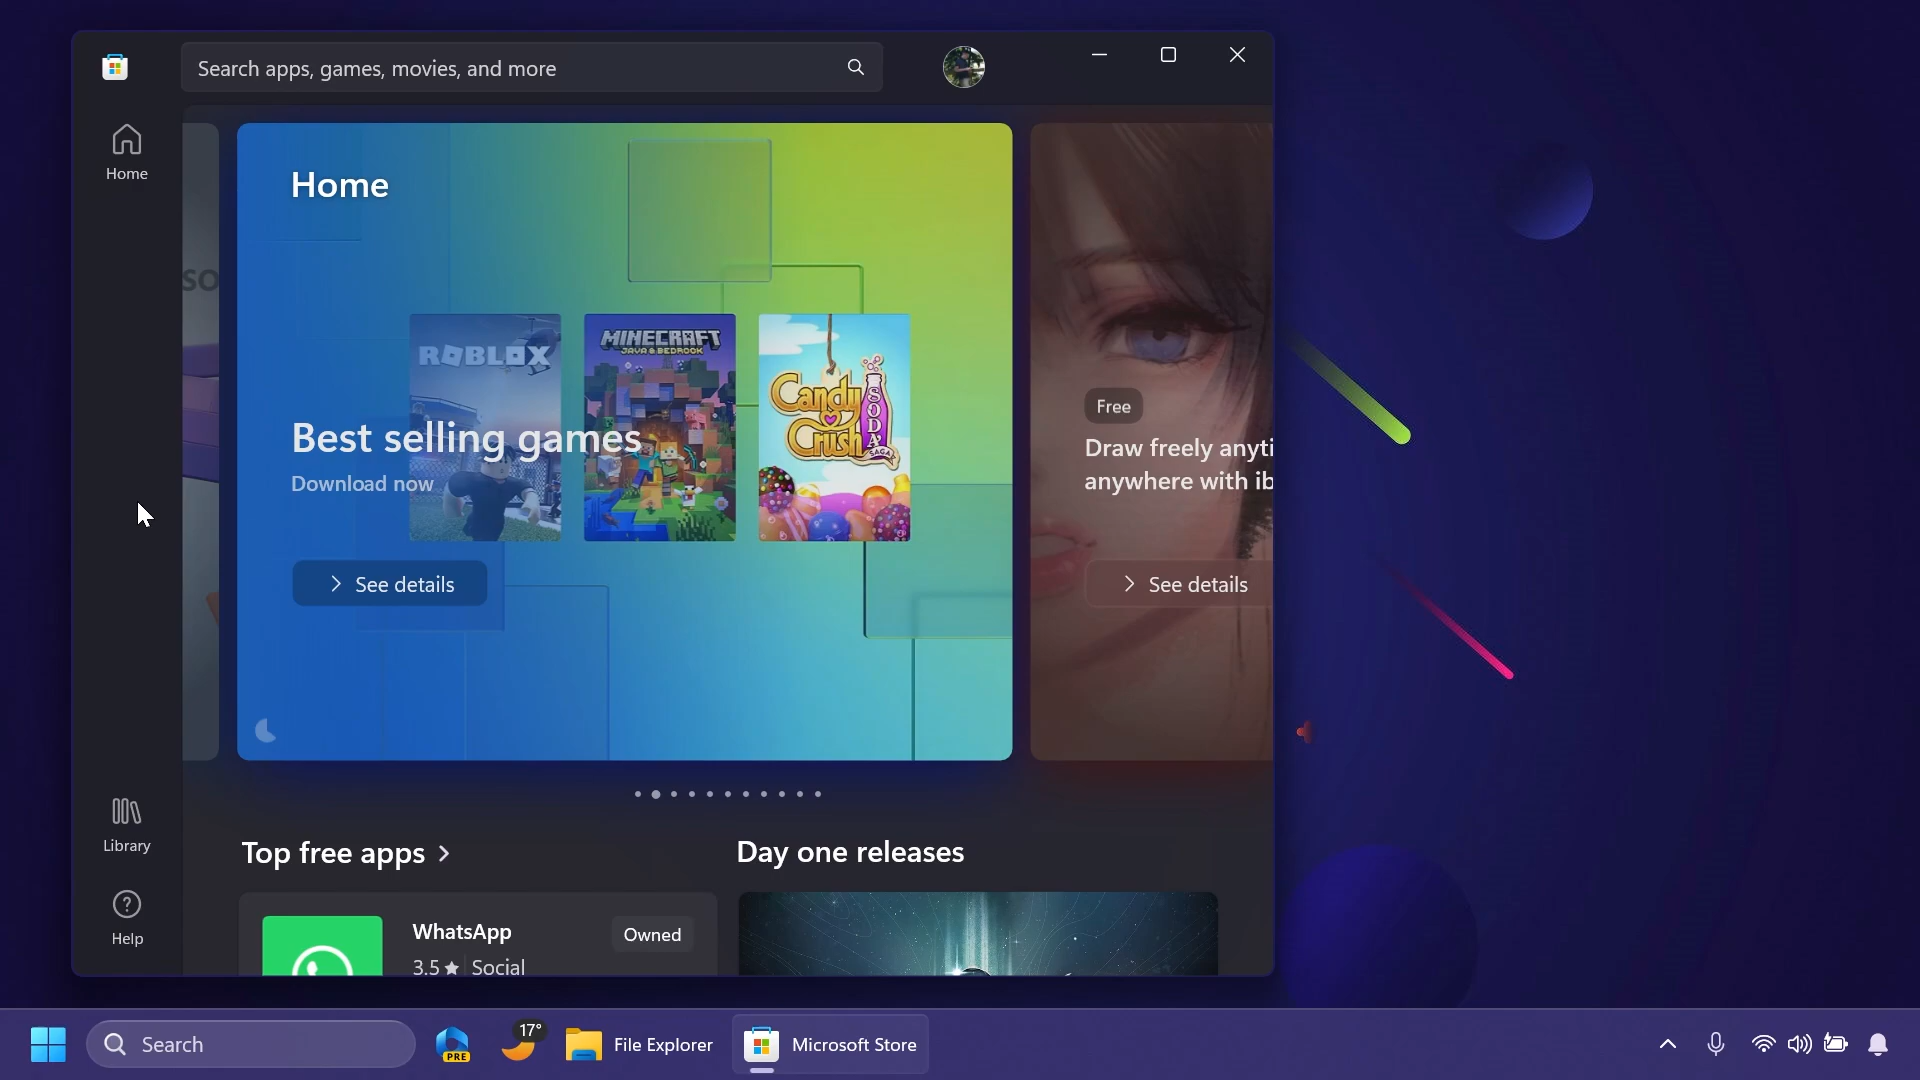 Search apps, games, movies, and more
Home
SO
Home
ROBLOX
MINECRAFT
JAVA & BEDROCK
Candy
Crush
SODA
SAGA
Best selling games
Download now
See details
Free
Draw freely anyti
anywhere with ib
See details
Library
Help
Top free apps
Day one releases
WhatsApp
Owned
3.5 ★ Social
Search
PRE
17°
File Explorer
Microsoft Store